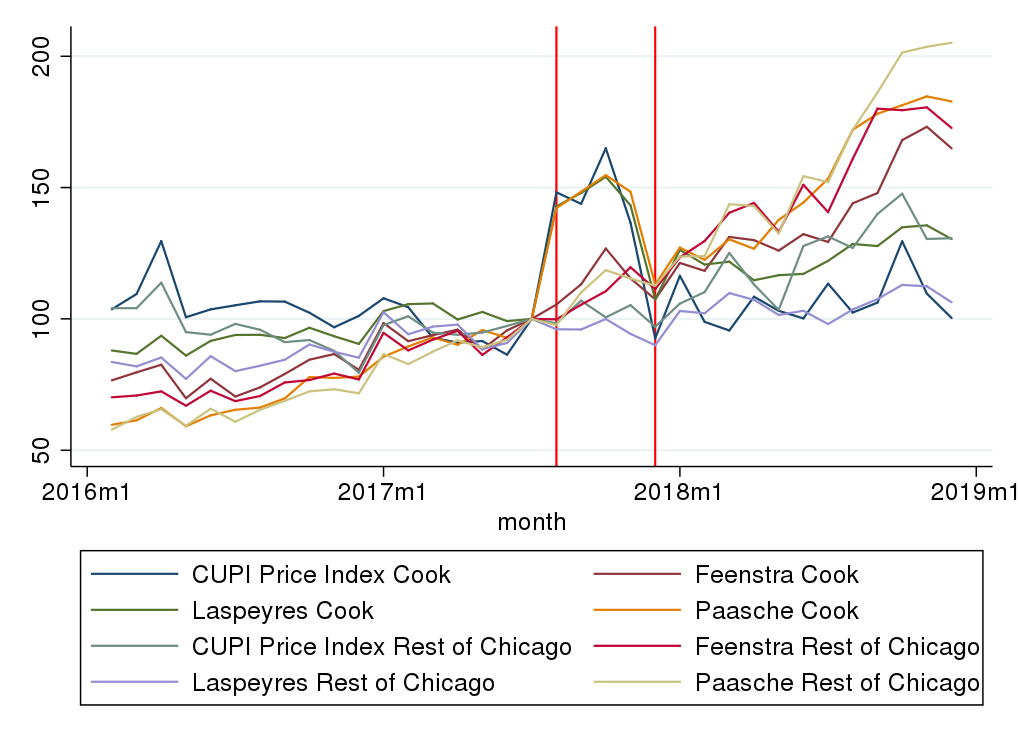 200
150
100
50
2016m1 2017m1 2018m1 2019m1
month
CUPI Price Index Cook Feenstra Cook
Laspeyres Cook Paasche Cook
CUPI Price Index Rest of Chicago Feenstra Rest of Chicago
Laspeyres Rest of Chicago Paasche Rest of Chicago